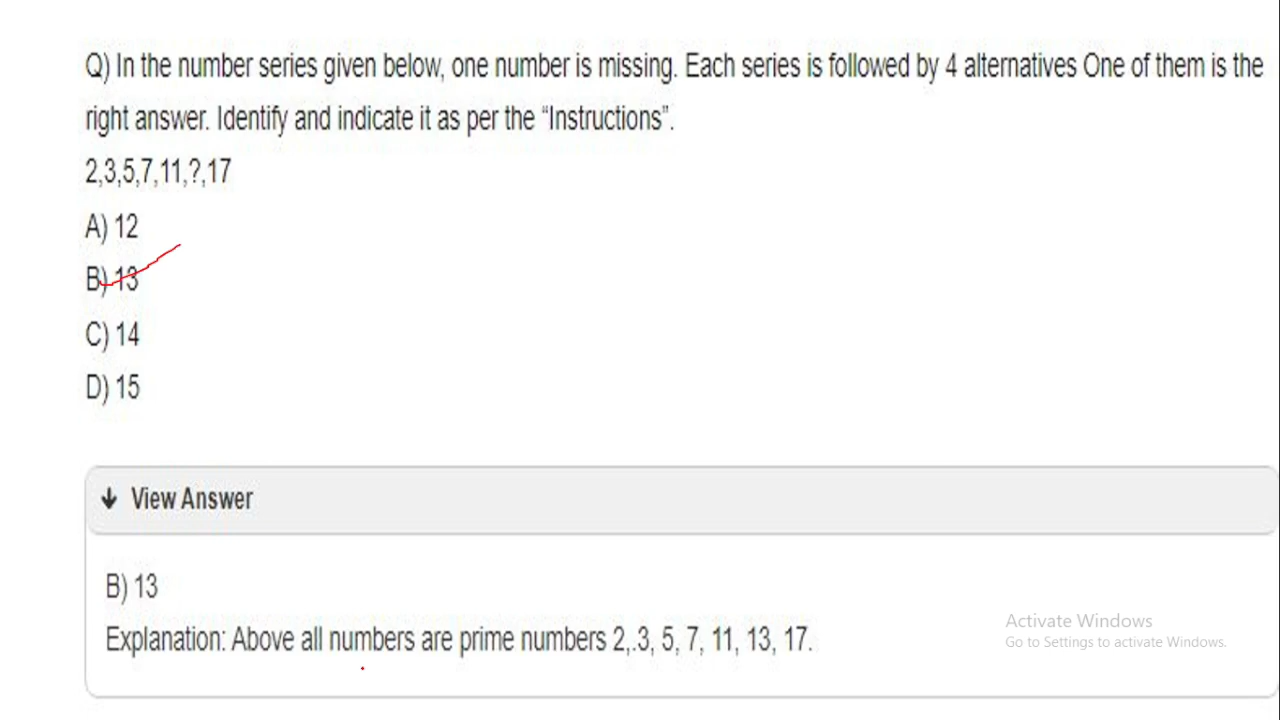 Q) In the number series given below, one number is missing. Each series is followed by 4 alternatives One of them is the
right answer. Identify and indicate it as per the “Instructions”.
2,3,5,7,11,?,17
A) 12
B) 13
C) 14
D) 15
View Answer
B) 13
Explanation: Above all numbers are prime numbers 2,.3, 5, 7, 11, 13, 17.
Activate Windows
Go to Settings to activate Windows.